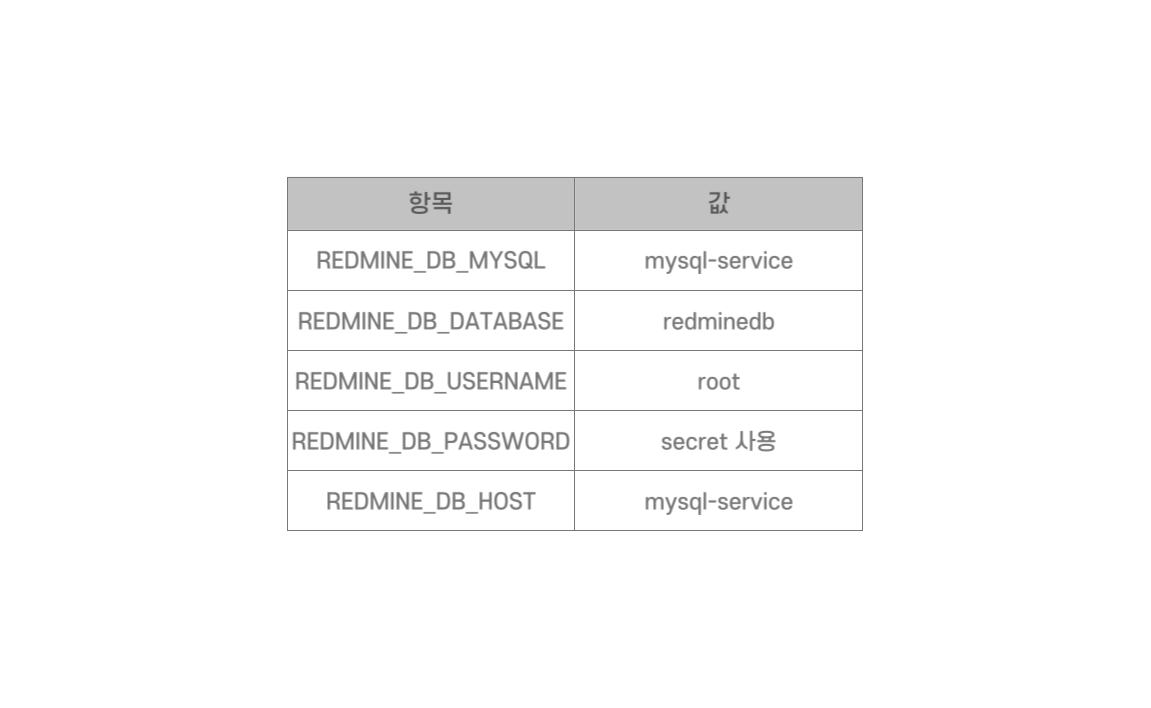 항목 값
REDMINE_DB_MYSQL mysql-service
REDMINE_DB_DATABASE redminedb
REDMINE_DB_USERNAME root
REDMINE_DB_PASSWORD secret 사용
REDMINE_DB_HOST mysql-service